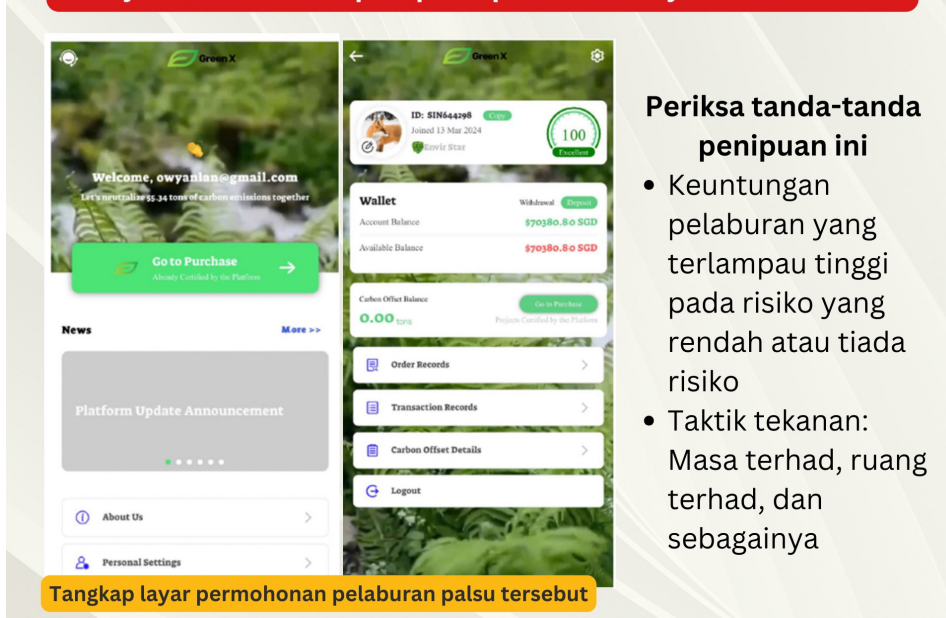 Green X
Welcome, owyanlan@gmail.com
Let's neutralize 55.34 tons of carbon emissions together
Go to Purchase
Already Certified by the Platform
News
More >>
Platform Update Announcement
About Us
Personal Settings
Green X
ID: SIN644298 Copy
Joined 13 Mar 2024
Envir Star
100
Excellent
Wallet
Withdrawal Deposit
Account Balance $70380.80 SGD
Available Balance $70380.80 SGD
Carbon Offset Balance
0.00 tons
Go to Purchase
Projects Certified by the Platform
Order Records
Transaction Records
Carbon Offset Details
Logout
Periksa tanda-tanda
penipuan ini
• Keuntungan
pelaburan yang
terlampau tinggi
pada risiko yang
rendah atau tiada
risiko
• Taktik tekanan:
Masa terhad, ruang
terhad, dan
sebagainya
Tangkap layar permohonan pelaburan palsu tersebut